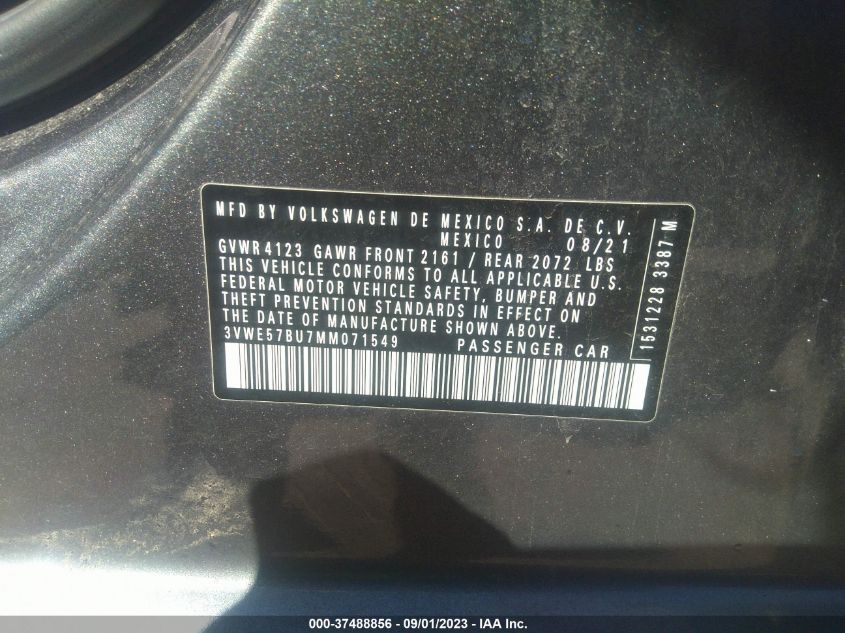 MFD BY VOLKSWAGEN DE MEXICO S.A. DE C.V.
MEXICO 08/21
GVWR 4123 GAWR FRONT 2161 / REAR 2072 LBS
THIS VEHICLE CONFORMS TO ALL APPLICABLE U.S.
FEDERAL MOTOR VEHICLE SAFETY, BUMPER AND
THEFT PREVENTION STANDARDS IN EFFECT ON
THE DATE OF MANUFACTURE SHOWN ABOVE.
3VWE57BU7MM071549 PASSENGER CAR
1531228 3387 M
000-37488856 - 09/01/2023 - IAA Inc.